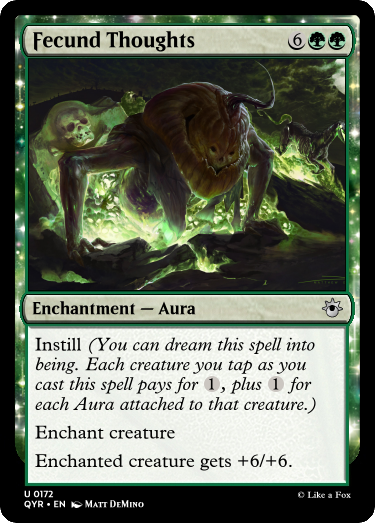 Fecund Thoughts 6
Enchantment — Aura
Instill (You can dream this spell into
being. Each creature you tap as you
cast this spell pays for 1, plus 1 for
each Aura attached to that creature.)
Enchant creature
Enchanted creature gets +6/+6.
U 0172
QYR • EN Matt DeMino
© Like a Fox